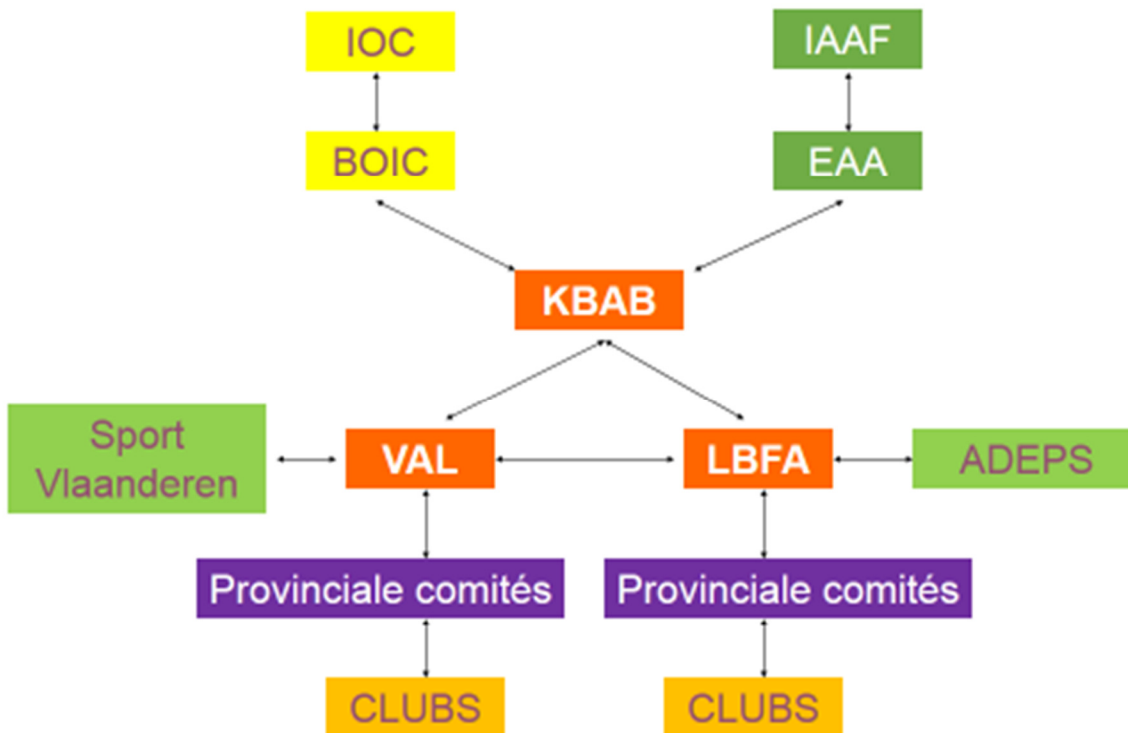 IOC
IAAF
BOIC
EAA
KBAB
Sport
Vlaanderen
VAL
LBFA
ADEPS
Provinciale comités
Provinciale comités
CLUBS
CLUBS